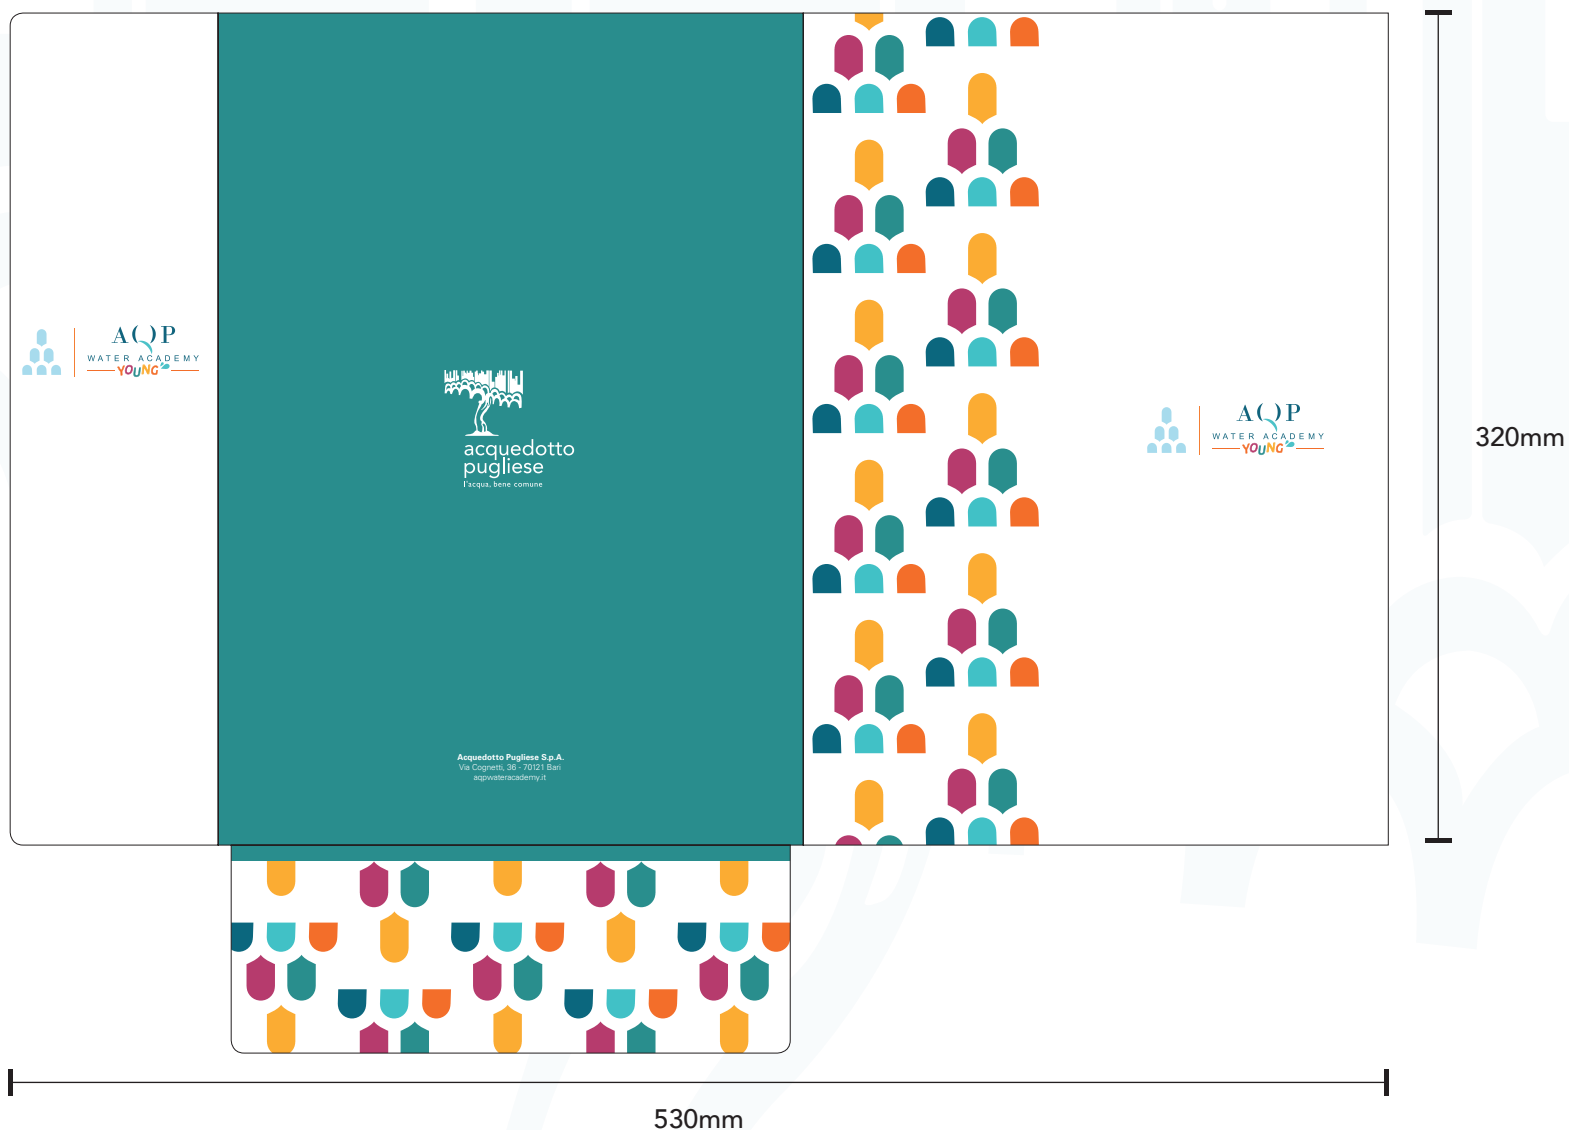 AQP
WATER ACADEMY
YOUNG
acquedotto
pugliese
l'acqua, bene comune
Acquedotto Pugliese S.p.A.
Via Cognetti, 36 - 70121 Bari
aqpwateracademy.it
AQP
WATER ACADEMY
YOUNG
320mm
530mm